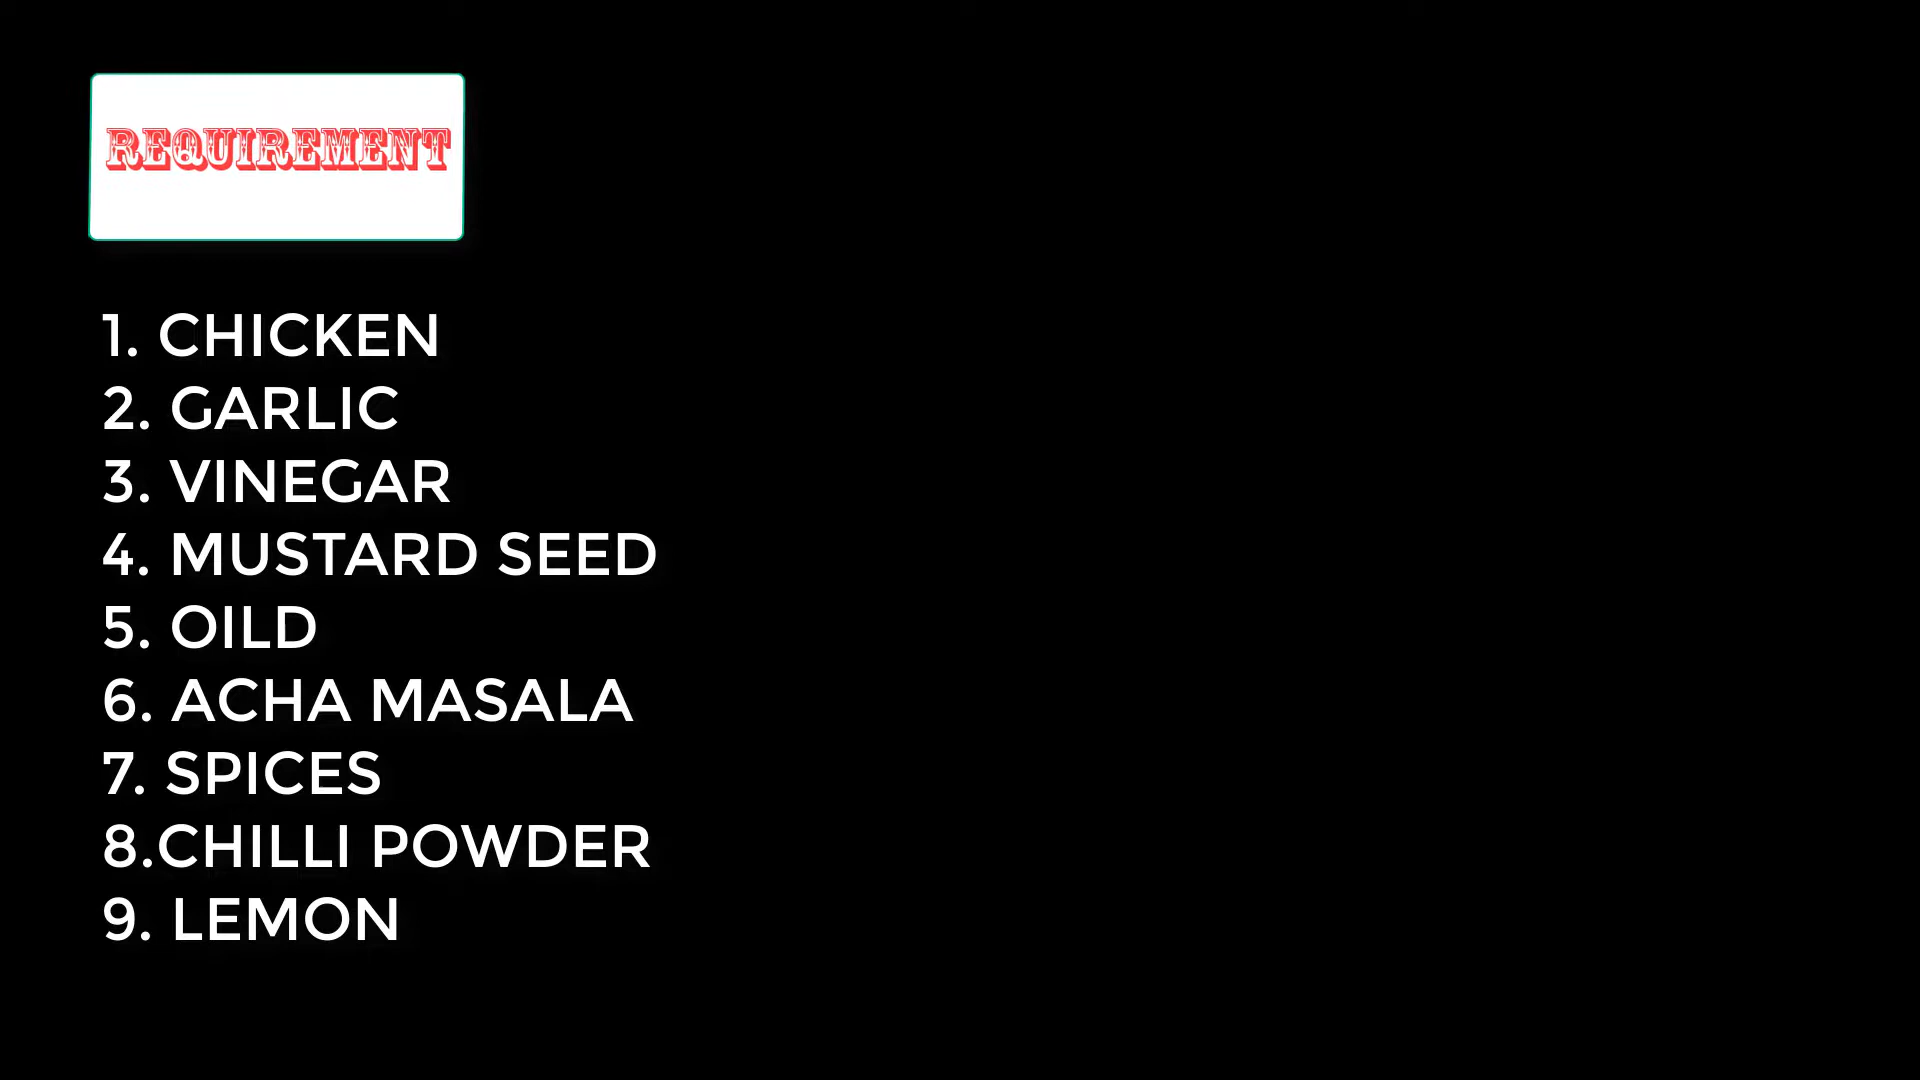 REQUIREMENT
1. CHICKEN
2. GARLIC
3. VINEGAR
4. MUSTARD SEED
5. OILD
6. ACHA MASALA
7. SPICES
8.CHILLI POWDER
9. LEMON